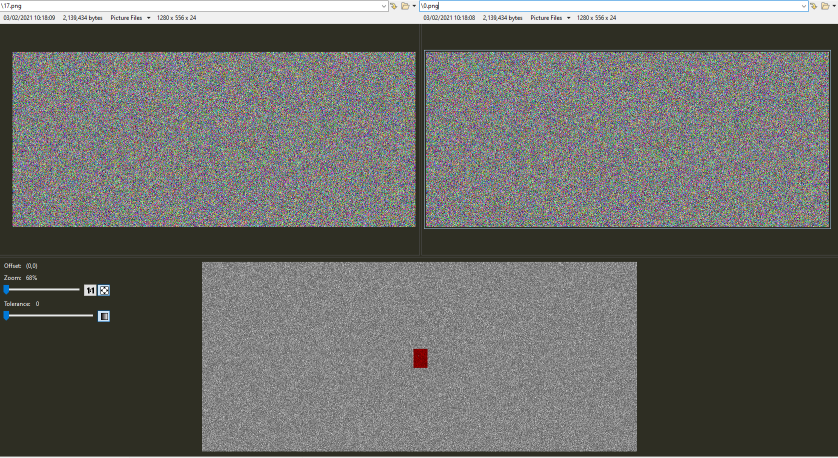 \17.png
\0.png
03/02/2021 10:18:09 2,139,434 bytes Picture Files 1280 x 556 x 24
03/02/2021 10:18:08 2,139,434 bytes Picture Files 1280 x 556 x 24
Offset: (0,0)
Zoom: 68%
1:1
Tolerance: 0